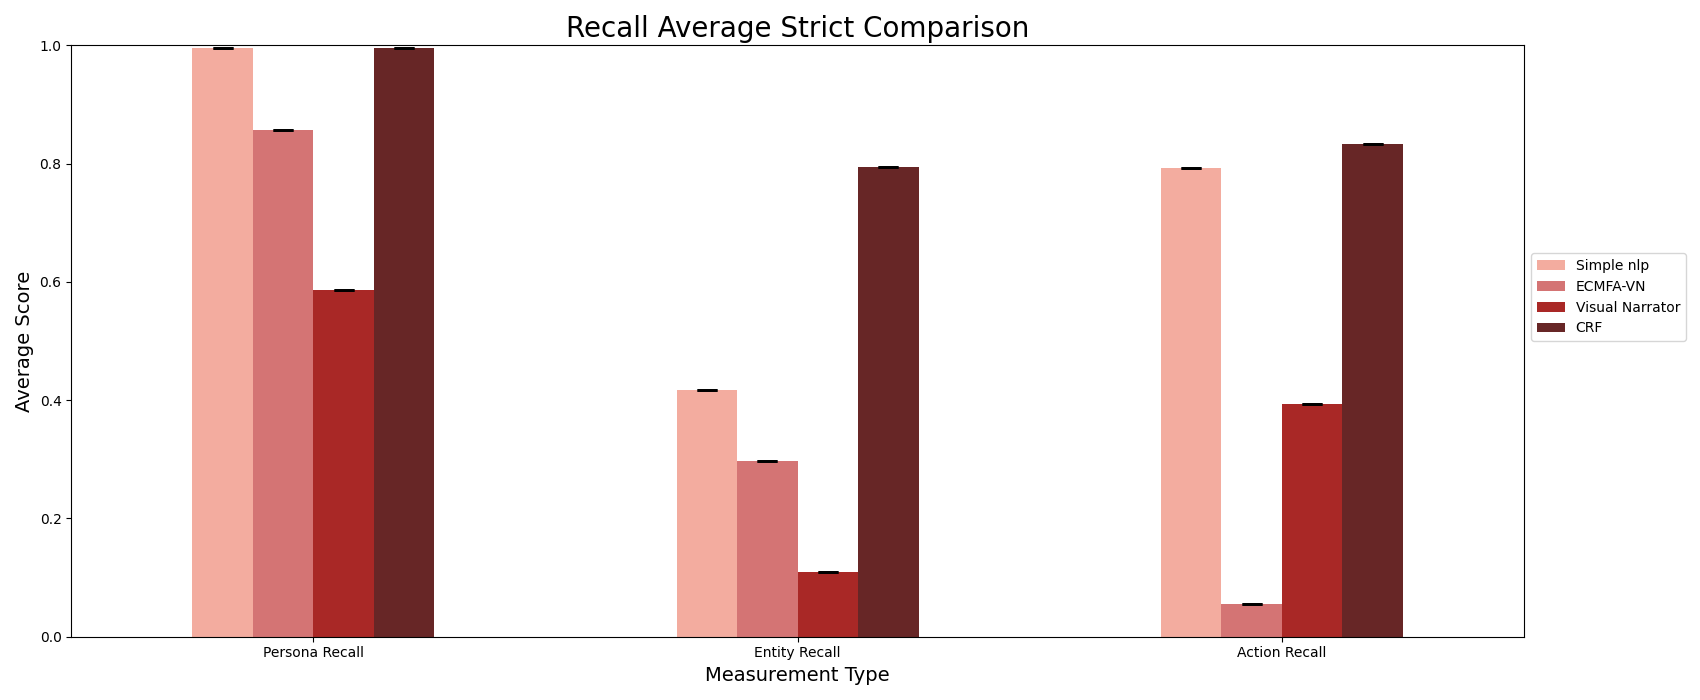 Recall Average Strict Comparison
1.0
0.8
0.6
0.4
0.2
0.0
Average Score
Persona Recall
Entity Recall
Action Recall
Measurement Type
Simple nlp
ECMFA-VN
Visual Narrator
CRF